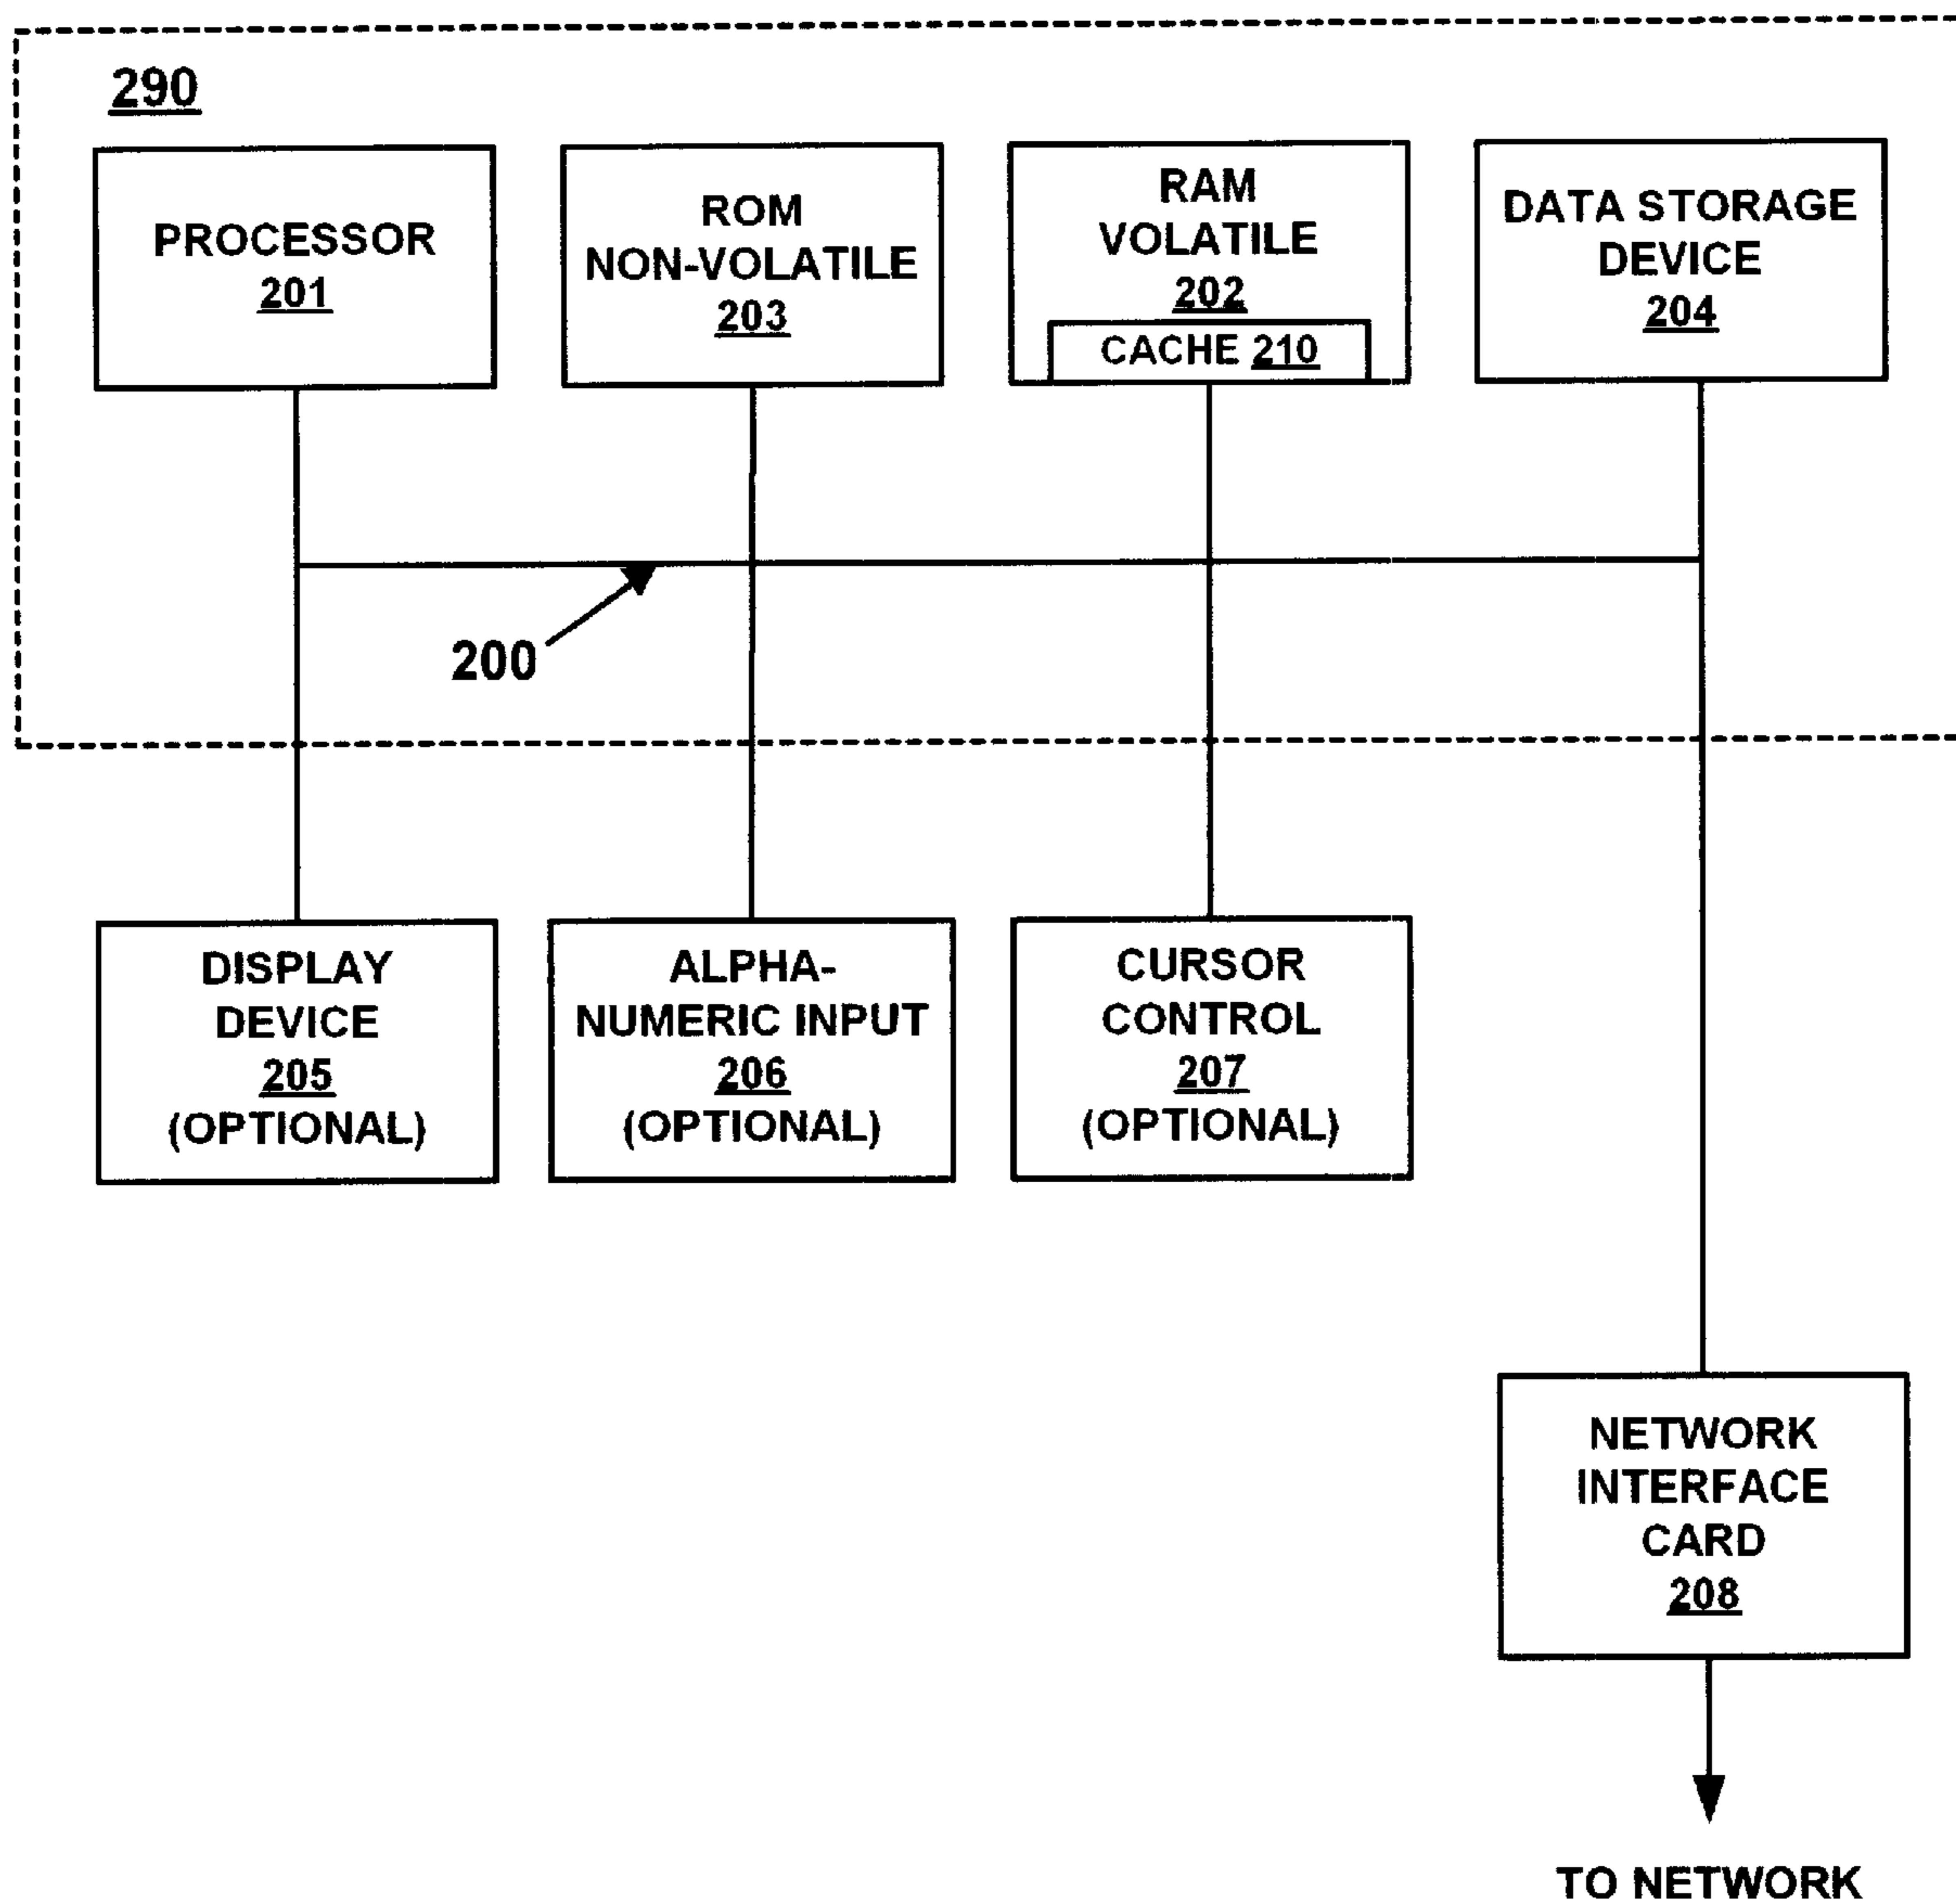 290
PROCESSOR
201
ROM
NON-VOLATILE
203
RAM
VOLATILE
202
CACHE 210
DATA STORAGE
DEVICE
204
200
DISPLAY
DEVICE
205
(OPTIONAL)
ALPHA-
NUMERIC INPUT
206
(OPTIONAL)
CURSOR
CONTROL
207
(OPTIONAL)
NETWORK
INTERFACE
CARD
208
TO NETWORK